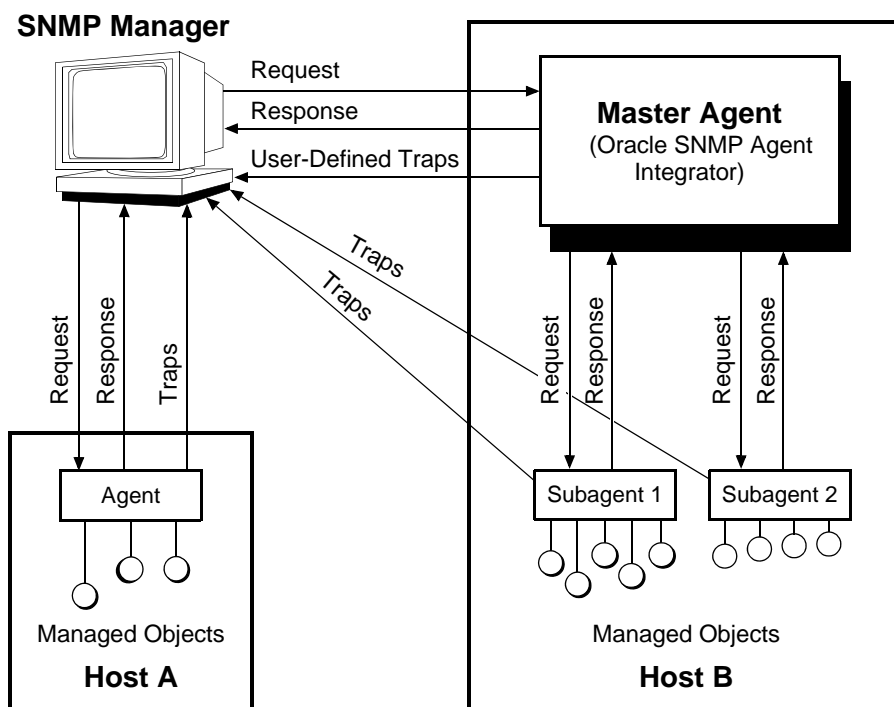 SNMP Manager
Request
Response
User-Defined Traps
Master Agent
(Oracle SNMP Agent
Integrator)
Traps
Traps
Request
Response
Traps
Request
Response
Request
Response
Agent
Subagent 1
Subagent 2
Managed Objects
Host A
Managed Objects
Host B